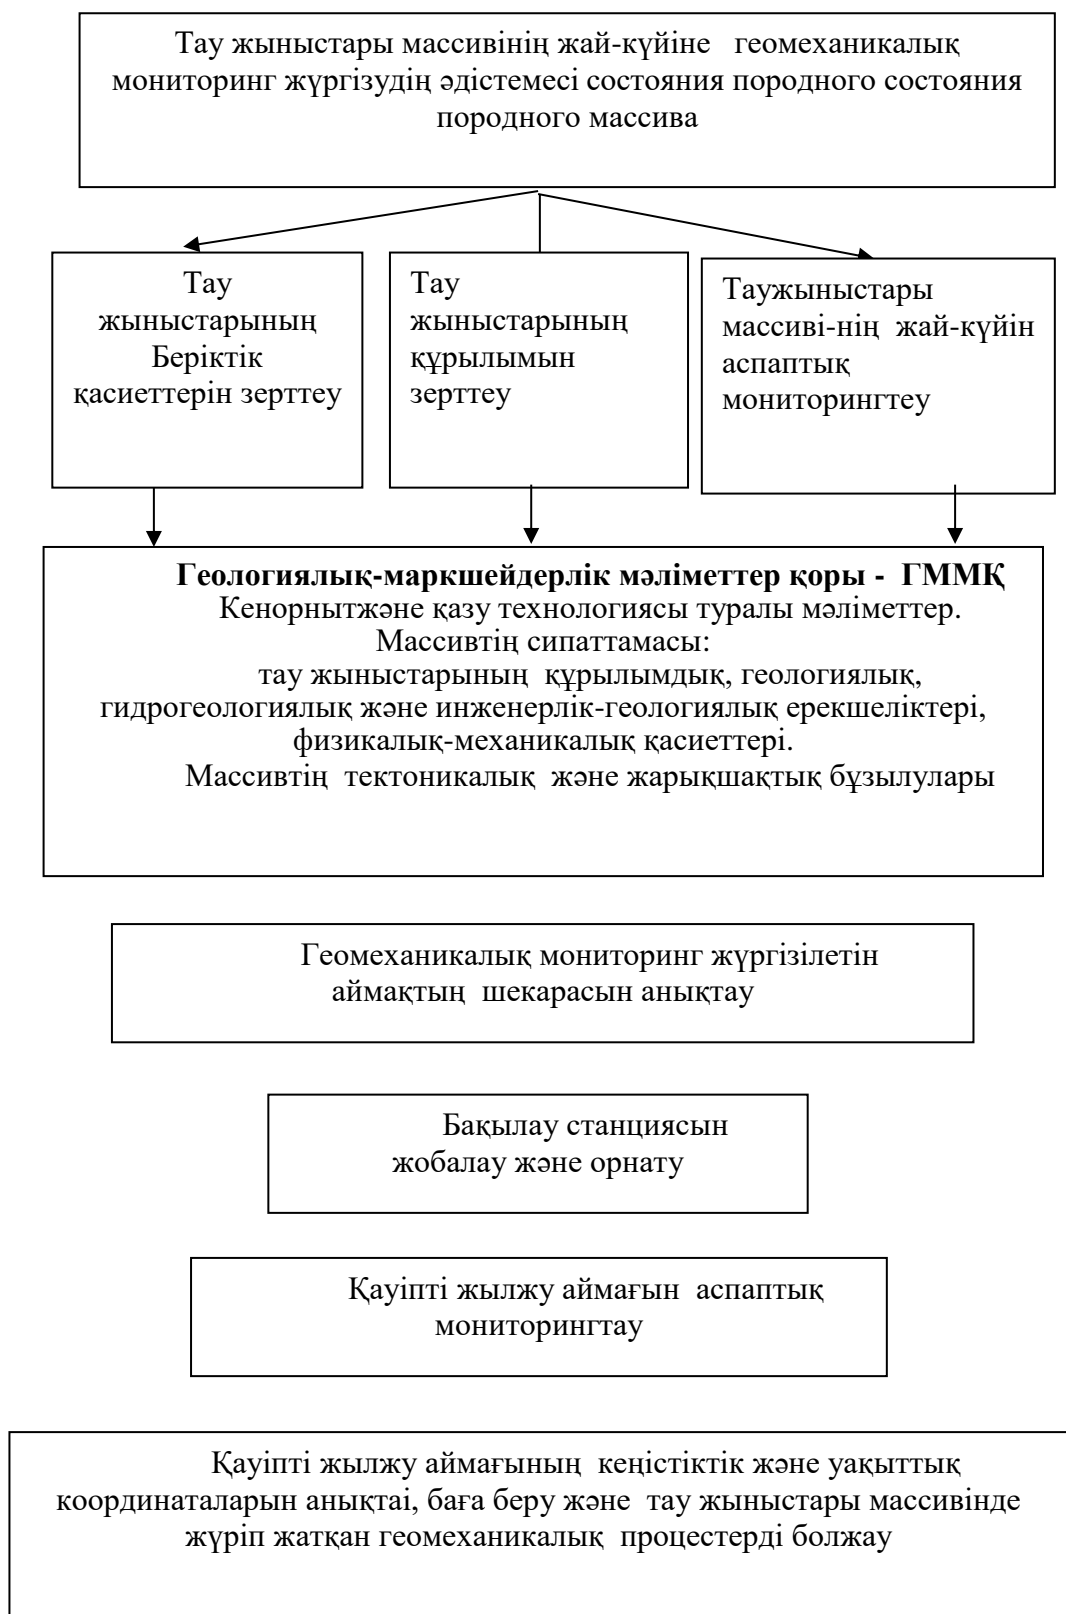 Тау жыныстары массивінің жай-күйіне геомеханикалық
мониторинг жүргізудің әдістемесі состояния породного состояния
породного массива
Тау
жыныстарының
Беріктік
қасиеттерін зерттеу
Тау
жыныстарының
құрылымын
зерттеу
Таужыныстары
массиві-нің жай-күйін
аспаптық
мониторингтеу
Геологиялық-маркшейдерлік мәліметтер қоры - ГММҚ
Кенорнытжәне қазу технологиясы туралы мәліметтер.
Массивтің сипаттамасы:
тау жыныстарының құрылымдық, геологиялық,
гидрогеологиялық және инженерлік-геологиялық ерекшеліктері,
физикалық-механикалық қасиеттері.
Массивтің тектоникалық және жарықшақтық бұзылулары
Геомеханикалық мониторинг жүргізілетін
аймақтың шекарасын анықтау
Бақылау станциясын
жобалау және орнату
Қауіпті жылжу аймағын аспаптық
мониторингтау
Қауіпті жылжу аймағының кеңістіктік және уақыттық
координаталарын анықтаі, баға беру және тау жыныстары массивінде
жүріп жатқан геомеханикалық процестерді болжау